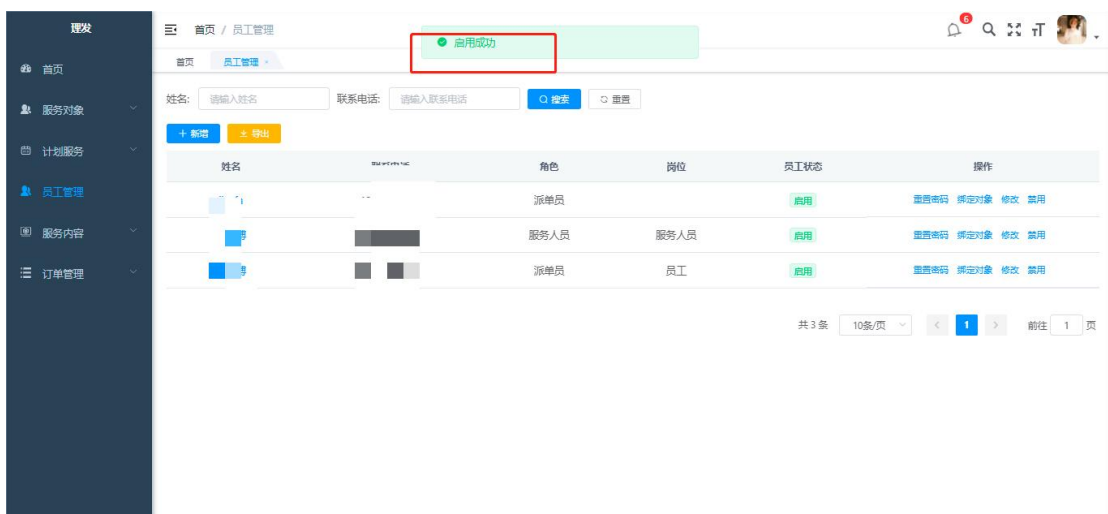 理发
首页 / 员工管理
启用成功
6
首页
员工管理
首页
服务对象
计划服务
员工管理
服务内容
订单管理
姓名: 请输入姓名 联系电话: 请输入联系电话 搜索 重置
新增 导出
姓名 角色 岗位 员工状态 操作
派单员 启用 重置密码 绑定对象 修改 禁用
服务人员 服务人员 启用 重置密码 绑定对象 修改 禁用
派单员 员工 启用 重置密码 绑定对象 修改 禁用
共3条 10条/页 < 1 > 前往 1 页